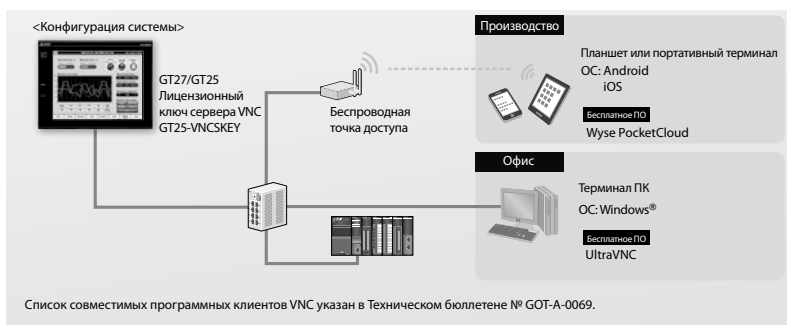 <Конфигурация системы>
GT27/GT25
Лицензионный
ключ сервера VNC
GT25-VNCSKEY
Беспроводная
точка доступа
Производство
Планшет или портативный терминал
ОС: Android
iOS
Бесплатное ПО
Wyse PocketCloud
Офис
Терминал ПК
ОС: Windows®
Бесплатное ПО
UltraVNC
Список совместимых программных клиентов VNC указан в Техническом бюллетене № GOT-A-0069.